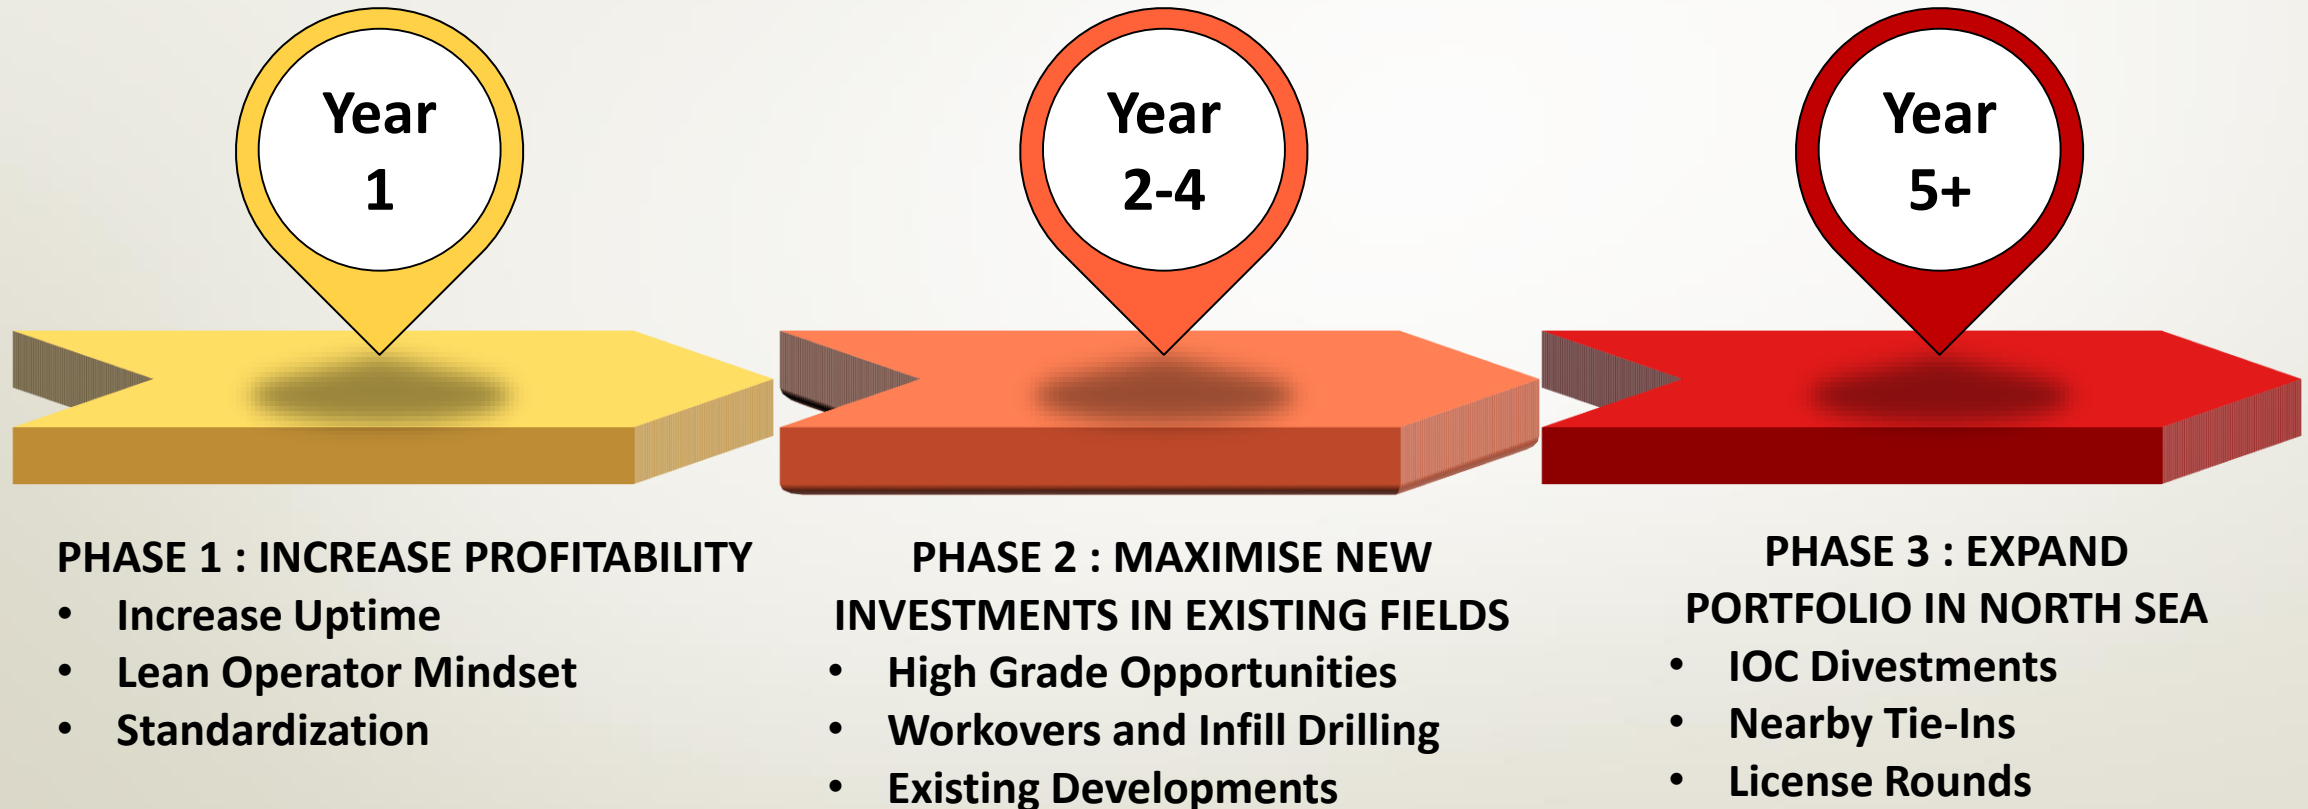 Year
1
Year
2-4
Year
5+
PHASE 1 : INCREASE PROFITABILITY
• Increase Uptime
• Lean Operator Mindset
• Standardization
PHASE 2 : MAXIMISE NEW
INVESTMENTS IN EXISTING FIELDS
• High Grade Opportunities
• Workovers and Infill Drilling
• Existing Developments
PHASE 3 : EXPAND
PORTFOLIO IN NORTH SEA
• IOC Divestments
• Nearby Tie-Ins
• License Rounds